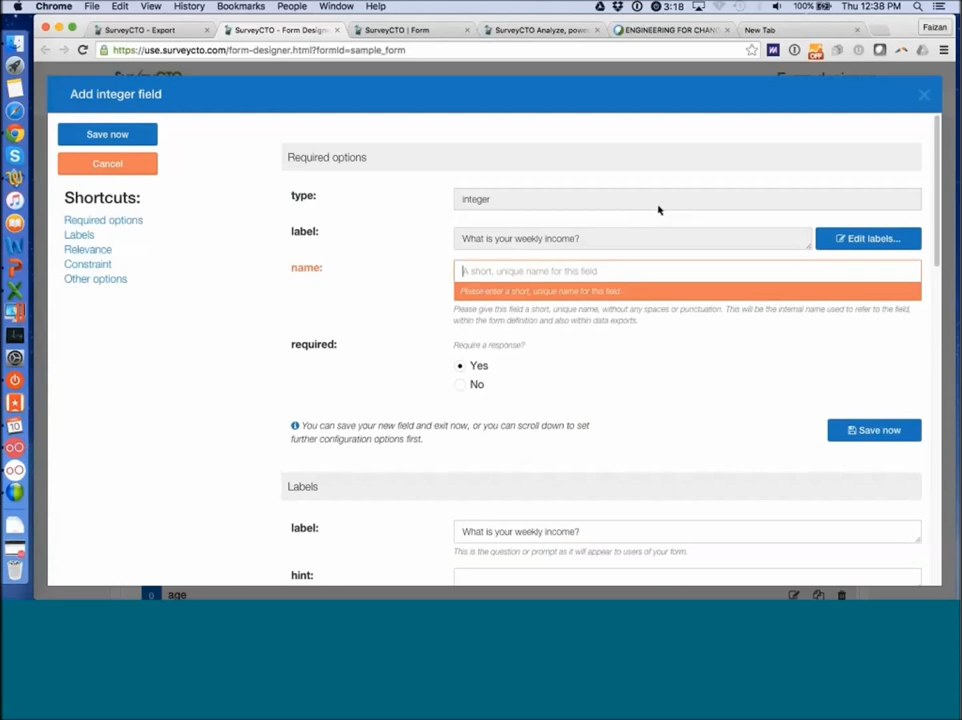 Chrome File Edit View History Bookmarks People Window Help 3:18 100% Thu 12:38 PM
SurveyCTO - Export
SurveyCTO - Form Designe
SurveyCTO | Form
SurveyCTO Analyze, powe
ENGINEERING FOR CHAN
New Tab
Faizan
https://use.surveycto.com/form-designer.html?formId=sample_form
OFF
Add integer field
Save now
Cancel
Shortcuts:
Required options
Labels
Relevance
Constraint
Other options
Required options
type:
integer
label:
What is your weekly income?
Edit labels...
name:
A short, unique name for this field
Please enter a short, unique name for this field
Please give this field a short, unique name, without any spaces or punctuation. This will be the internal name used to refer to the field,
within the form definition and also within data exports.
required:
Require a response?
Yes
No
You can save your new field and exit now, or you can scroll down to set
further configuration options first.
Save now
Labels
label:
What is your weekly income?
This is the question or prompt as it will appear to users of your form.
hint:
10
0 age